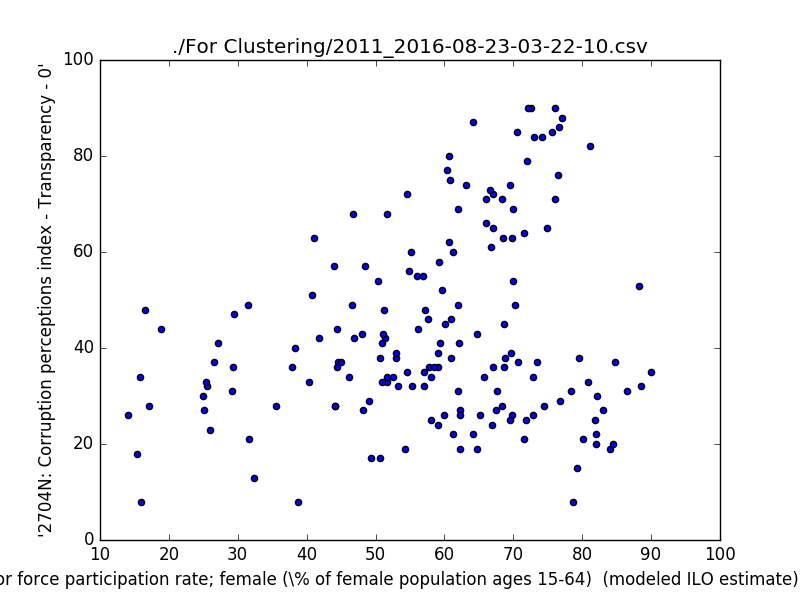 ./For Clustering/2011_2016-08-23-03-22-10.csv
'2704N: Corruption perceptions index - Transparency - 0'
100
80
60
40
20
0
10 20 30 40 50 60 70 80 90 100
or force participation rate; female (\% of female population ages 15-64) (modeled ILO estimate)